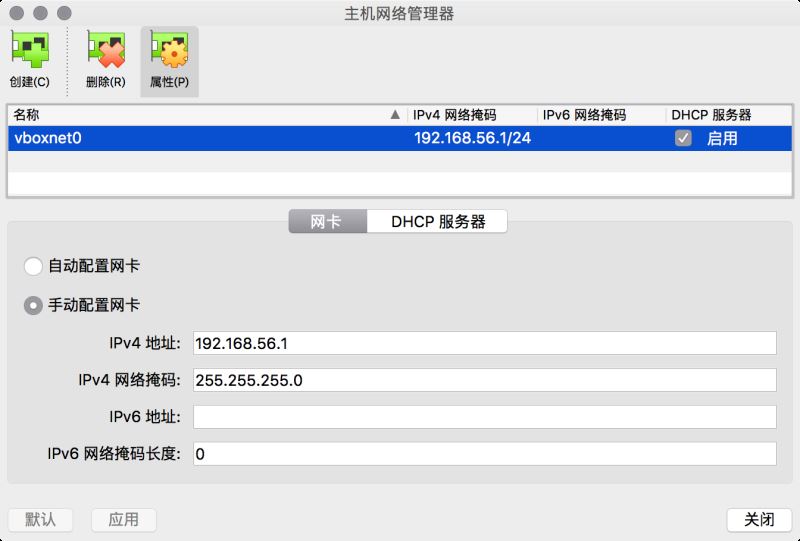 主机网络管理器
创建(C) 删除(R) 属性(P)
名称 IPv4 网络掩码 IPv6 网络掩码 DHCP 服务器
vboxnet0 192.168.56.1/24 启用
网卡 DHCP 服务器
自动配置网卡
手动配置网卡
IPv4 地址: 192.168.56.1
IPv4 网络掩码: 255.255.255.0
IPv6 地址:
IPv6 网络掩码长度: 0
默认 应用 关闭